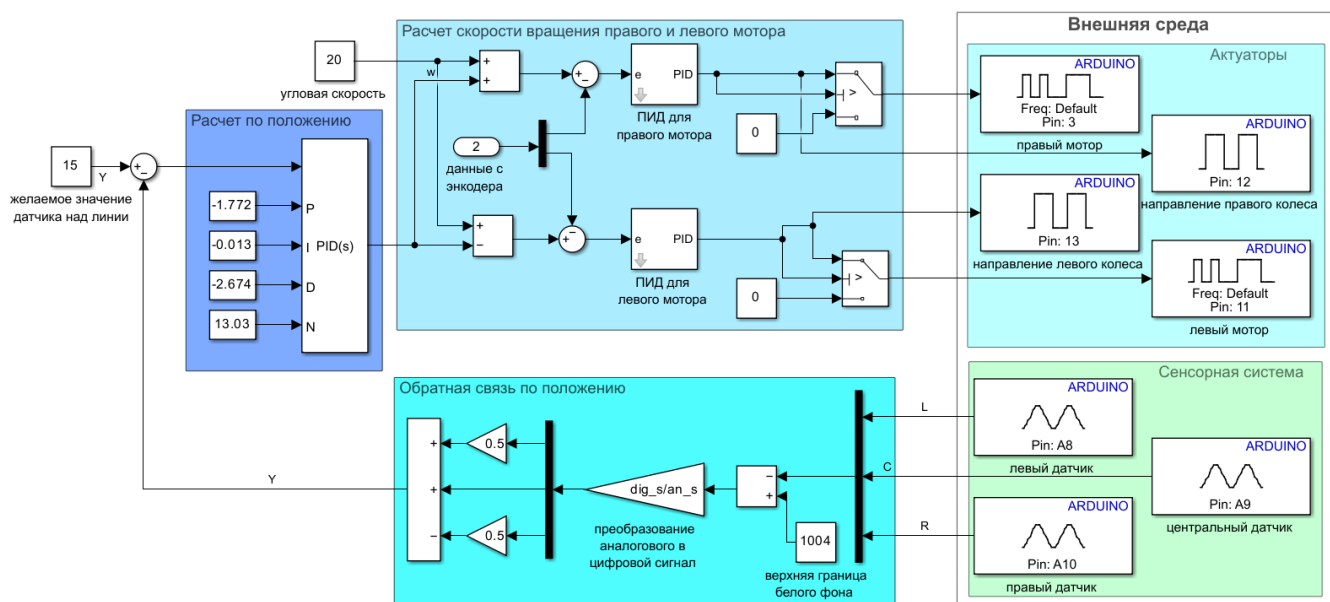 Расчет скорости вращения правого и левого мотора
20
угловая скорость
w
+
+
+
−
e
PID
ПИД для
правого мотора
>
0
2
данные с
энкодера
+
−
+
−
e
PID
ПИД для
левого мотора
>
0
Расчет по положению
15
Y
желаемое значение
датчика над линии
+
−
-1.772
P
-0.013
I
PID(s)
-2.674
D
13.03
N
Внешняя среда
Актуаторы
ARDUINO
Freq: Default
Pin: 3
правый мотор
ARDUINO
Pin: 12
направление правого колеса
ARDUINO
Pin: 13
направление левого колеса
ARDUINO
Freq: Default
Pin: 11
левый мотор
Обратная связь по положению
Y
+
+
−
0.5
0.5
dig_s/an_s
преобразование
аналогового в
цифровой сигнал
−
+
1004
верхняя граница
белого фона
L
C
R
Сенсорная система
ARDUINO
Pin: A8
левый датчик
ARDUINO
Pin: A9
центральный датчик
ARDUINO
Pin: A10
правый датчик